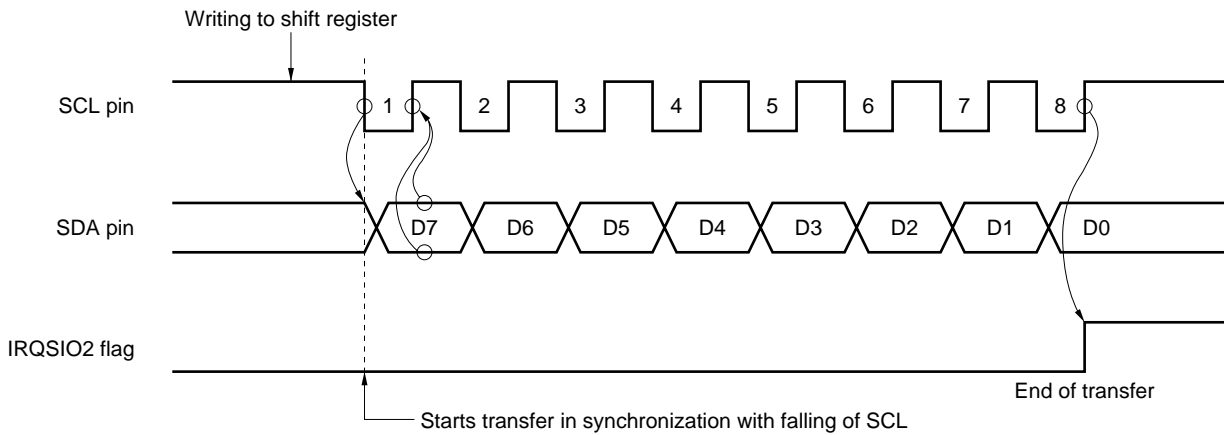 Writing to shift register
SCL pin
1 2 3 4 5 6 7 8
SDA pin
D7 D6 D5 D4 D3 D2 D1 D0
IRQSIO2 flag
End of transfer
Starts transfer in synchronization with falling of SCL